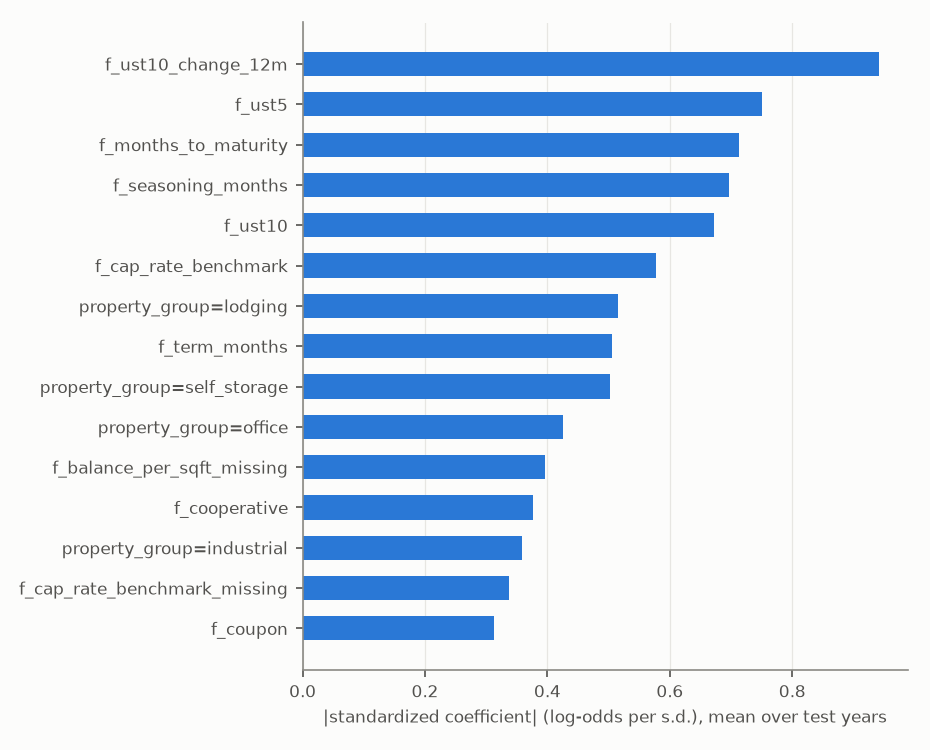 f_ust10_change_12m
f_ust5
f_months_to_maturity
f_seasoning_months
f_ust10
f_cap_rate_benchmark
property_group=lodging
f_term_months
property_group=self_storage
property_group=office
f_balance_per_sqft_missing
f_cooperative
property_group=industrial
f_cap_rate_benchmark_missing
f_coupon
0.0 0.2 0.4 0.6 0.8
|standardized coefficient| (log-odds per s.d.), mean over test years